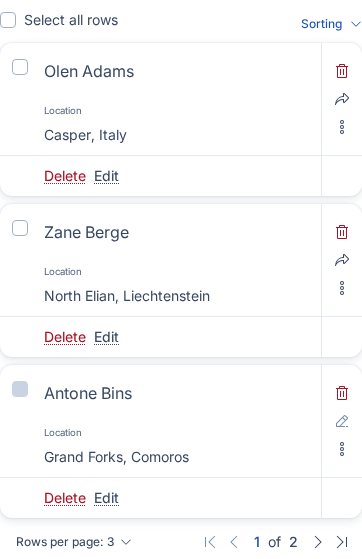 Select all rows
Sorting
Olen Adams
Location
Casper, Italy
Delete Edit
Zane Berge
Location
North Elian, Liechtenstein
Delete Edit
Antone Bins
Location
Grand Forks, Comoros
Delete Edit
Rows per page: 3 1 of 2